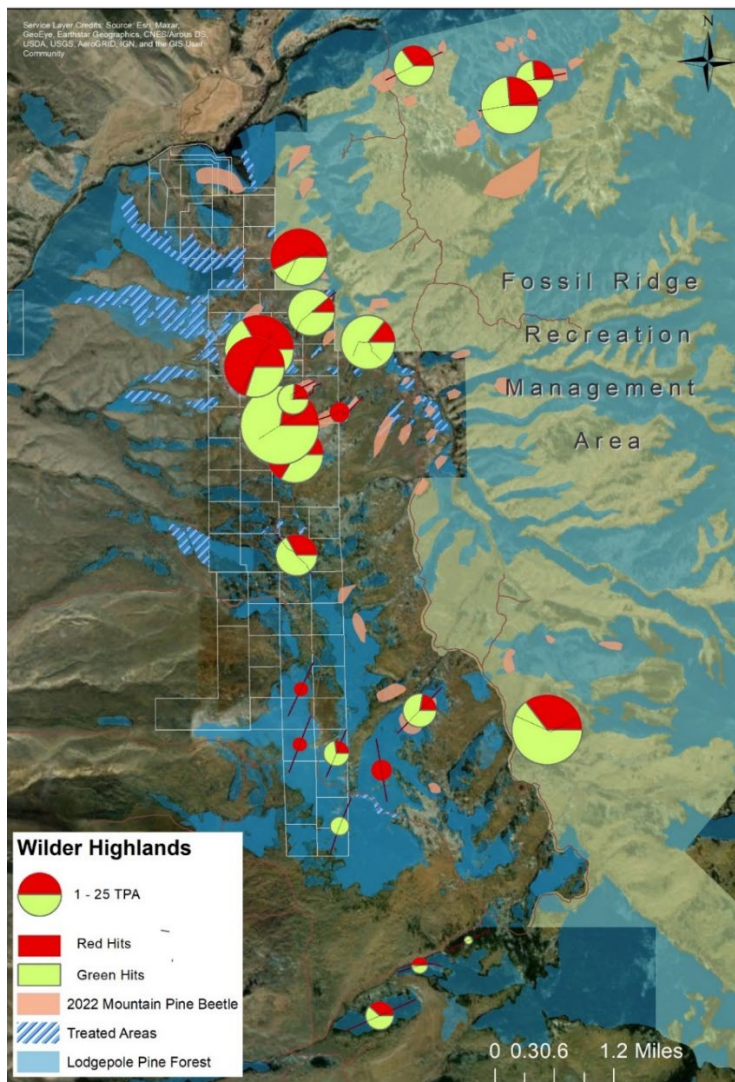 Service Layer Credits: Source: Esri, Maxar,
GeoEye, Earthstar Geographics, CNES/Airbus DS,
USDA, USGS, AeroGRID, IGN, and the GIS User
Community
N
Fossil Ridge
Recreation
Management
Area
Wilder Highlands
1 - 25 TPA
Red Hits
Green Hits
2022 Mountain Pine Beetle
Treated Areas
Lodgepole Pine Forest
0 0.30.6 1.2 Miles